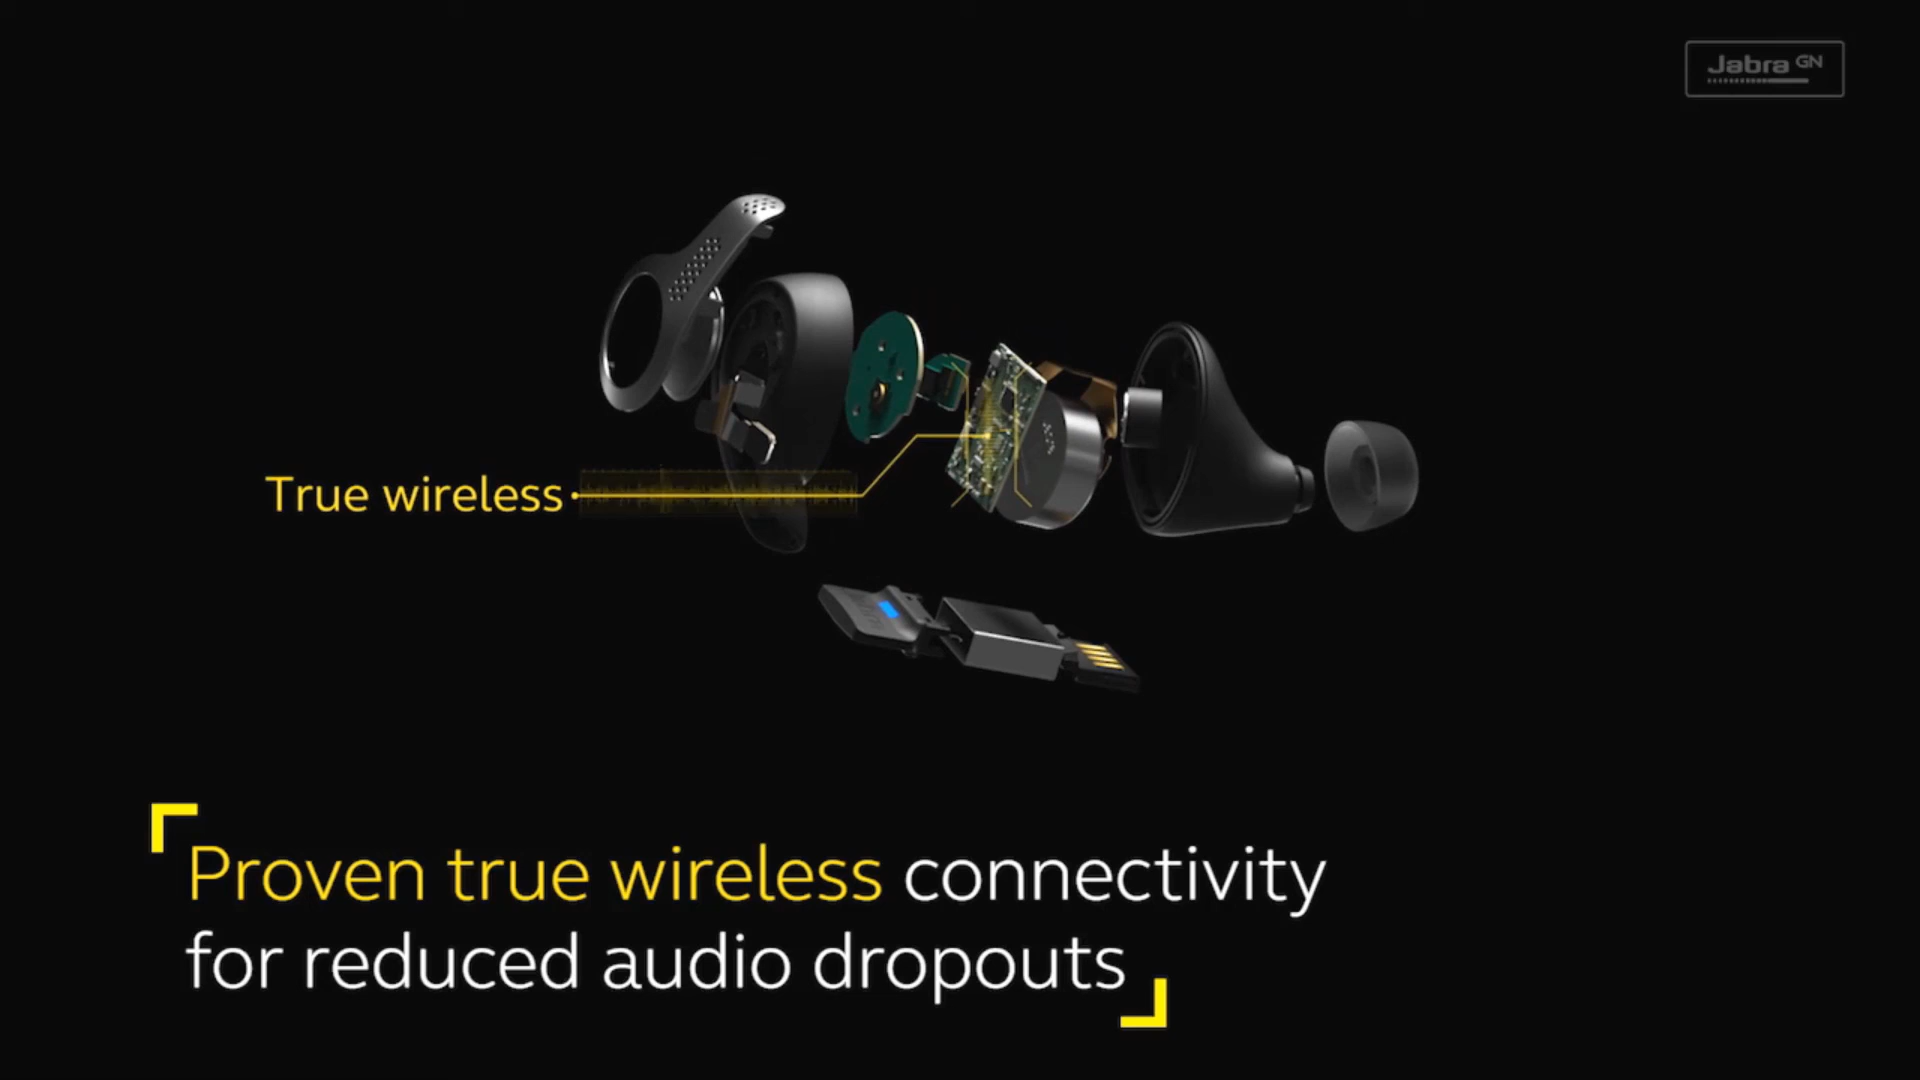 Jabra GN
True wireless
Proven true wireless connectivity
for reduced audio dropouts